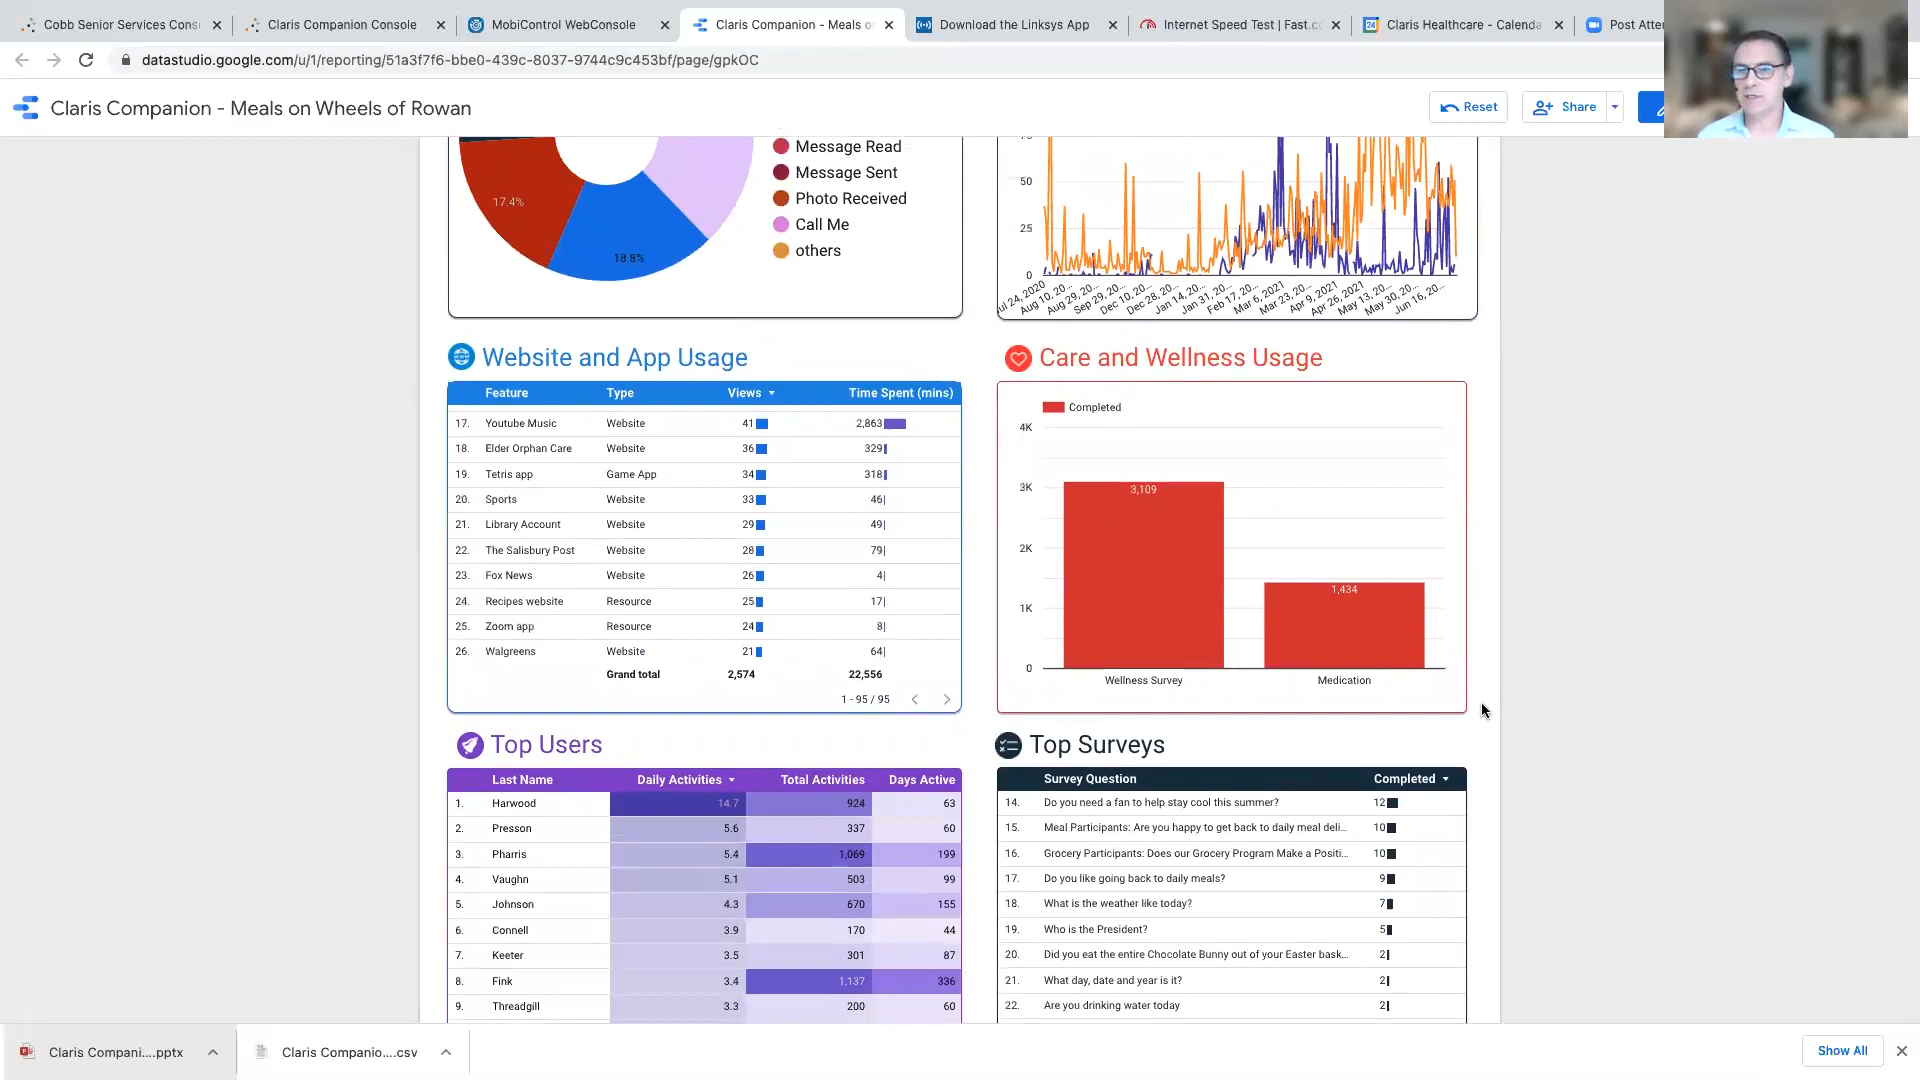 Cobb Senior Services Cons
Claris Companion Console
MobiControl WebConsole
Claris Companion - Meals o
Download the Linksys App
Internet Speed Test | Fast.c
Claris Healthcare - Calenda
Post Atte
datastudio.google.com/u/1/reporting/51a3f7f6-bbe0-439c-8037-9744c9c453bf/page/gpkOC
Claris Companion - Meals on Wheels of Rowan
Reset
Share
Message Read
Message Sent
Photo Received
Call Me
others
17.4%
18.8%
50
25
0
ul 24, 2020
Aug 10, 20...
Aug 29, 20...
Sep 29, 20...
Dec 10, 20...
Dec 28, 20...
Jan 14, 20...
Jan 31, 20...
Feb 17, 20...
Mar 6, 2021
Mar 23, 20...
Apr 9, 2021
Apr 26, 2021
May 13, 20...
May 30, 20...
Jun 16, 20...
Website and App Usage
Feature Type Views Time Spent (mins)
17. Youtube Music Website 41 2,863
18. Elder Orphan Care Website 36 329
19. Tetris app Game App 34 318
20. Sports Website 33 46
21. Library Account Website 29 49
22. The Salisbury Post Website 28 79
23. Fox News Website 26 4
24. Recipes website Resource 25 17
25. Zoom app Resource 24 8
26. Walgreens Website 21 64
Grand total 2,574 22,556
1 - 95 / 95
Care and Wellness Usage
Completed
4K
3K
2K
1K
0
3,109
1,434
Wellness Survey
Medication
Top Users
Last Name Daily Activities Total Activities Days Active
1. Harwood 14.7 924 63
2. Presson 5.6 337 60
3. Pharris 5.4 1,069 199
4. Vaughn 5.1 503 99
5. Johnson 4.3 670 155
6. Connell 3.9 170 44
7. Keeter 3.5 301 87
8. Fink 3.4 1,137 336
9. Threadgill 3.3 200 60
Top Surveys
Survey Question Completed
14. Do you need a fan to help stay cool this summer? 12
15. Meal Participants: Are you happy to get back to daily meal deli... 10
16. Grocery Participants: Does our Grocery Program Make a Positi... 10
17. Do you like going back to daily meals? 9
18. What is the weather like today? 7
19. Who is the President? 5
20. Did you eat the entire Chocolate Bunny out of your Easter bask... 2
21. What day, date and year is it? 2
22. Are you drinking water today 2
Claris Compani....pptx
Claris Companio....csv
Show All